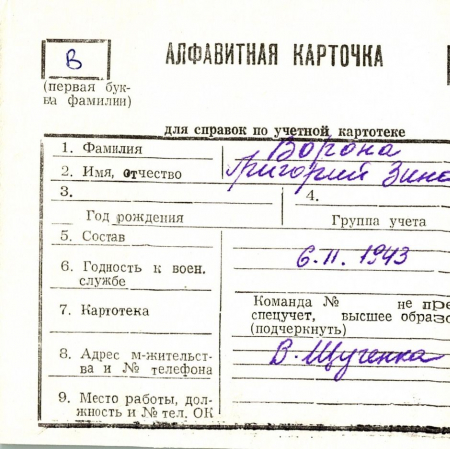 В
АЛФАВИТНАЯ КАРТОЧКА
(первая бук-
ва фамилии)
для справок по учетной картотеке
1. Фамилия Ворона
2. Имя, отчество Григорий Зино
3. 4.
Год рождения Группа учета
5. Состав
6.II.1943
6. Годность к воен.
службе
7. Картотека
Команда № не пре
спецучет, высшее образо
(подчеркнуть)
8. Адрес м-жительст-
ва и № телефона
В. Щученка
9. Место работы, дол-
жность и № тел. ОК